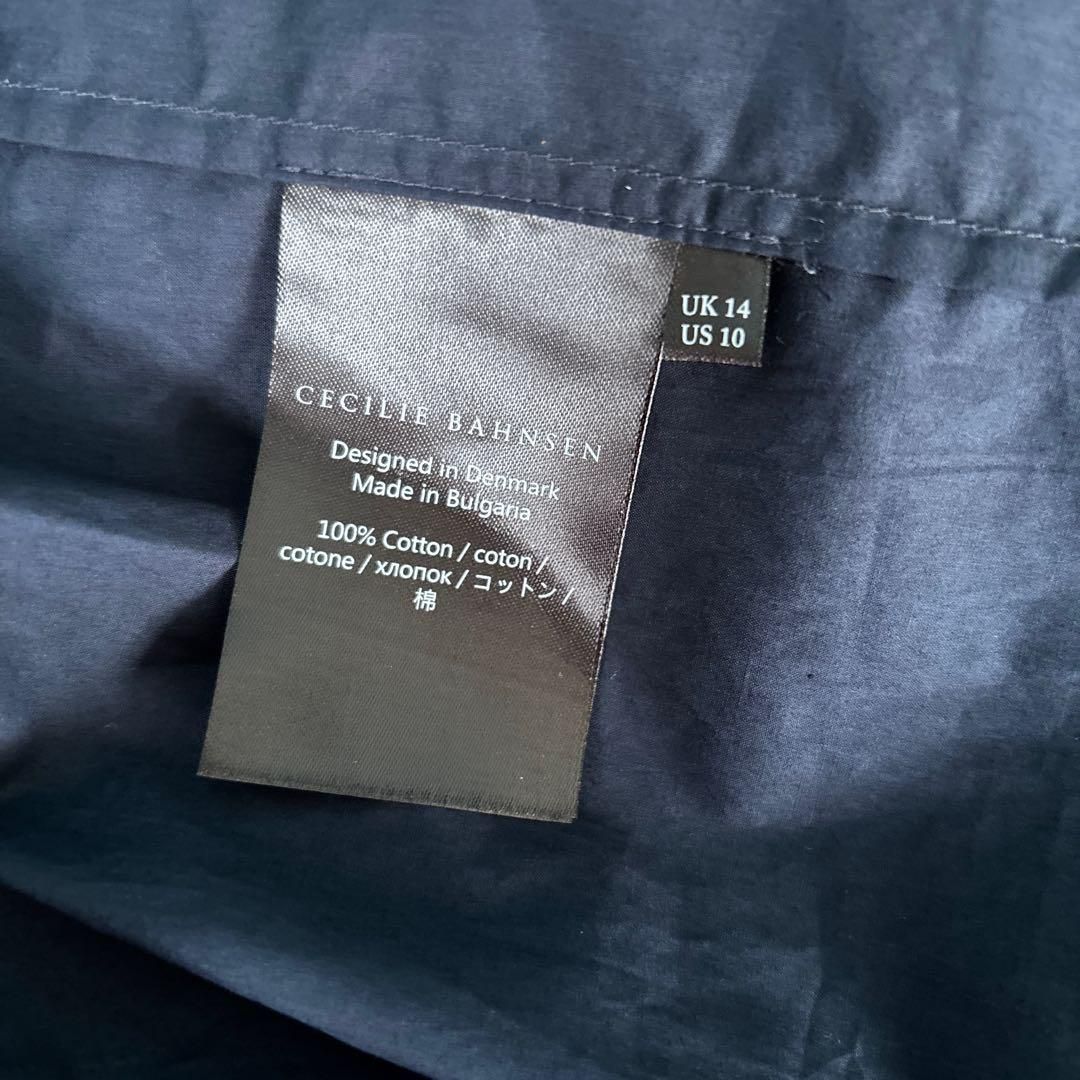 CECILIE BAHNSEN
Designed in Denmark
Made in Bulgaria
100% Cotton / coton /
cotone / хлопок / コットン /
棉
UK 14
US 10